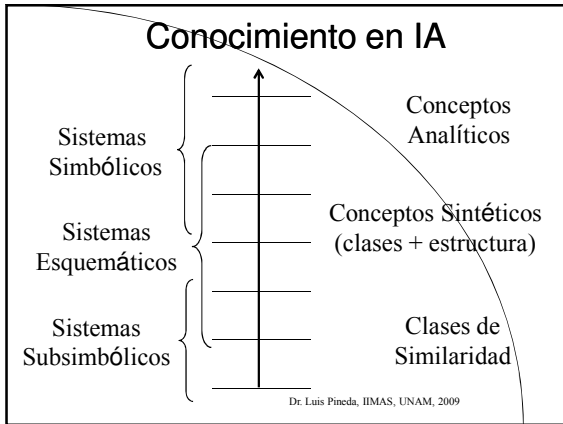 Conocimiento en IA
Sistemas
Simbólicos
Sistemas
Esquemáticos
Sistemas
Subsimbólicos
Conceptos
Analíticos
Conceptos Sintéticos
(clases + estructura)
Clases de
Similaridad
Dr. Luis Pineda, IIMAS, UNAM, 2009